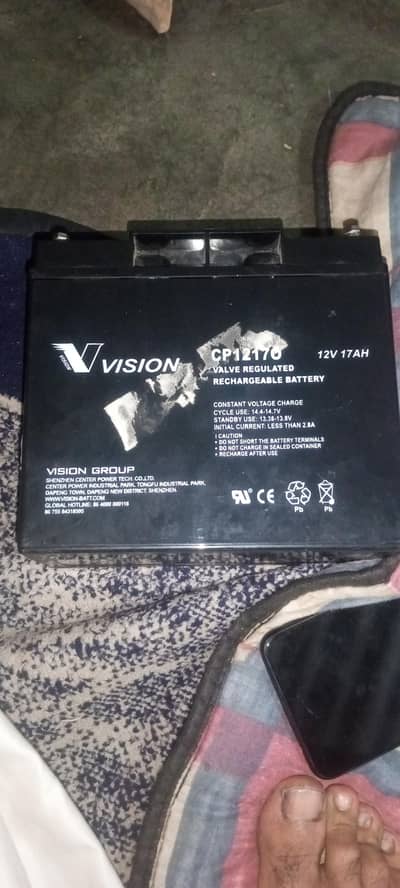 V VISION
VISION
CP12170 12V 17AH
VALVE REGULATED
RECHARGEABLE BATTERY
CONSTANT VOLTAGE CHARGE
CYCLE USE: 14.4-14.7V
STANDBY USE: 13.38-13.8V
INITIAL CURRENT: LESS THAN 2.8A
! CAUTION
• DO NOT SHORT THE BATTERY TERMINALS
• DO NOT CHARGE IN SEALED CONTAINER
• RECHARGE AFTER USE
VISION GROUP
SHENZHEN CENTER POWER TECH. CO.,LTD.
CENTER POWER INDUSTRIAL PARK, TONGFU INDUSTRIAL PARK,
DAPENG TOWN, DAPENG NEW DISTRICT, SHENZHEN.
WWW.VISION-BATT.COM
CE
Pb Pb